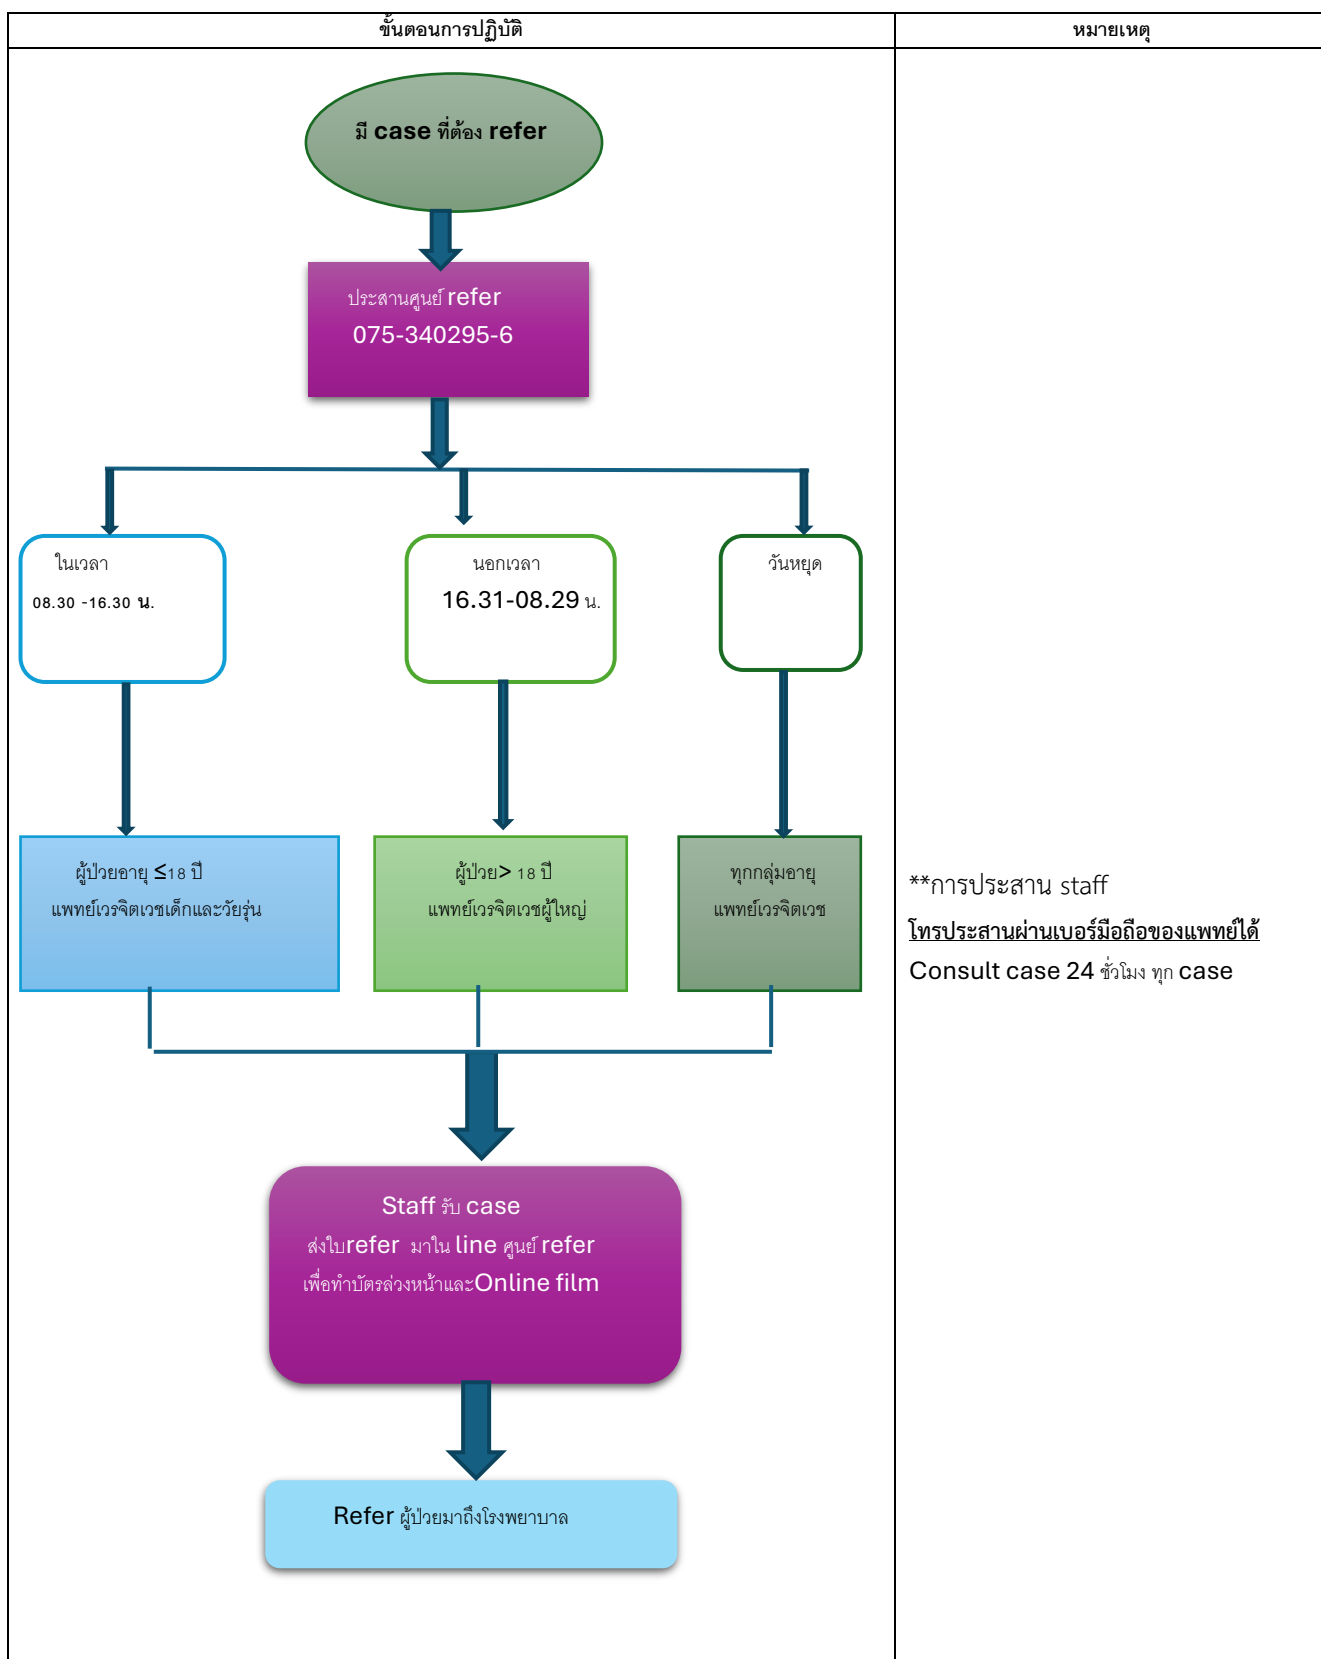 ขั้นตอนการปฏิบัติ
หมายเหตุ
มี case ที่ต้อง refer
ประสานศูนย์ refer
075-340295-6
ในเวลา
08.30 -16.30 น.
นอกเวลา
16.31-08.29 น.
วันหยุด
ผู้ป่วยอายุ ≤18 ปี
แพทย์เวรจิตเวชเด็กและวัยรุ่น
ผู้ป่วย> 18 ปี
แพทย์เวรจิตเวชผู้ใหญ่
ทุกกลุ่มอายุ
แพทย์เวรจิตเวช
**การประสาน staff
โทรประสานผ่านเบอร์มือถือของแพทย์ได้
Consult case 24 ชั่วโมง ทุก case
Staff รับ case
ส่งใบrefer มาใน line ศูนย์ refer
เพื่อทำบัตรล่วงหน้าและOnline film
Refer ผู้ป่วยมาถึงโรงพยาบาล